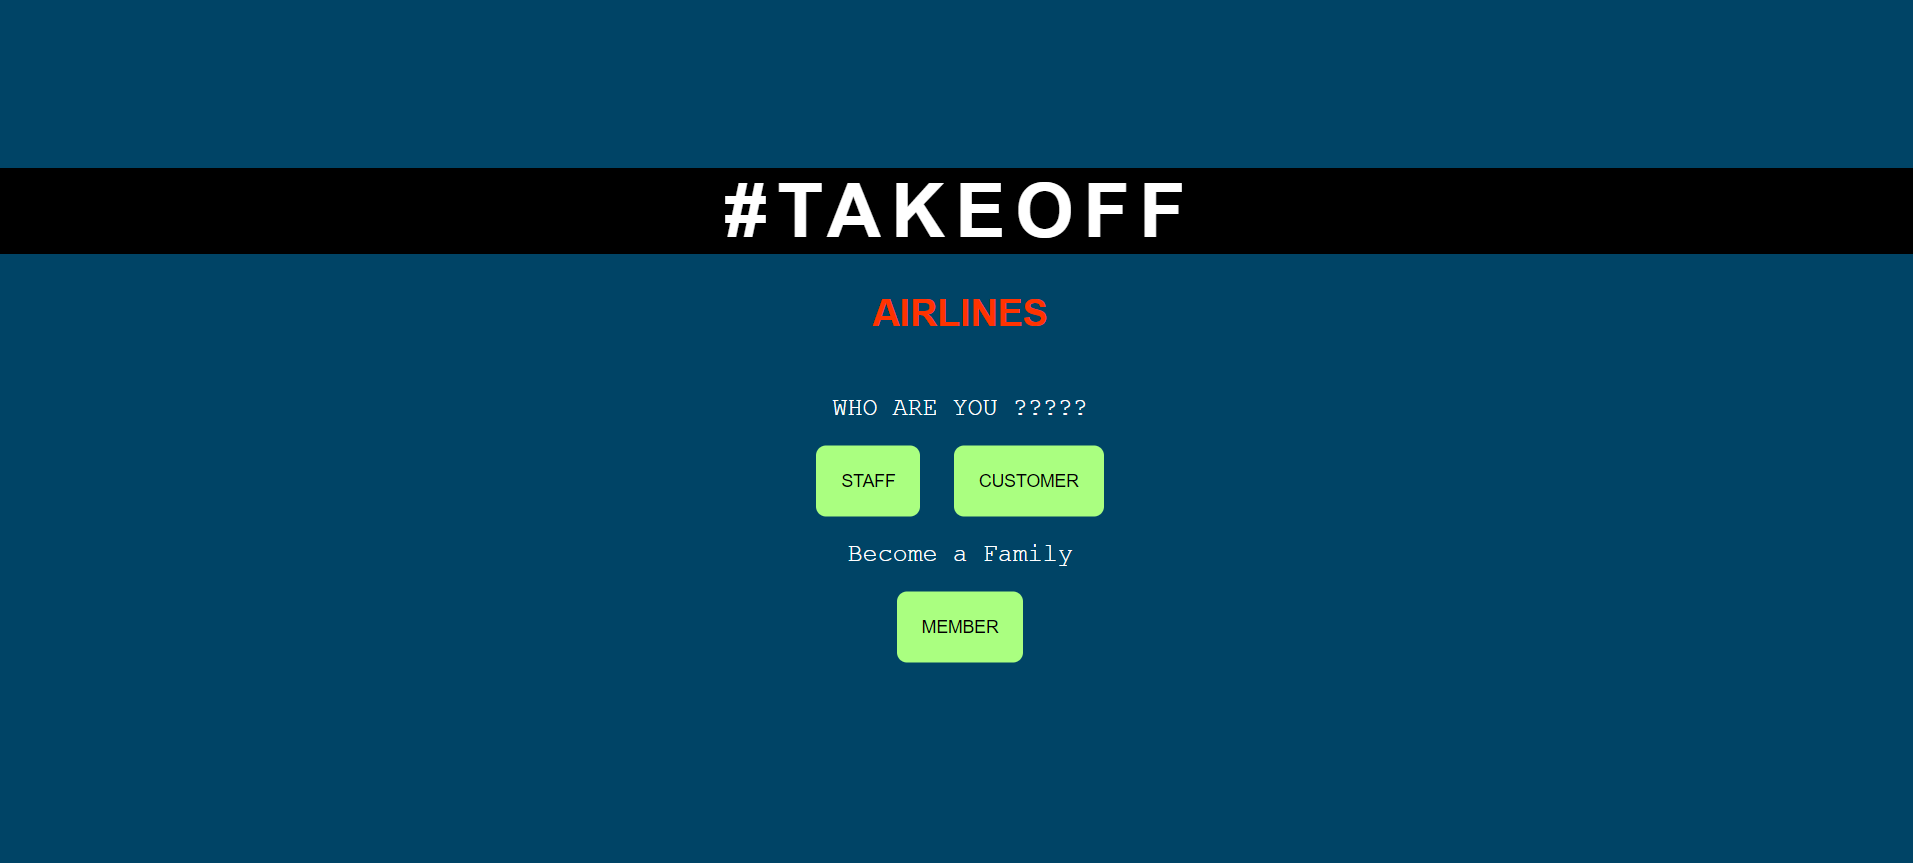 #TAKEOFF
AIRLINES
WHO ARE YOU ?????
STAFF CUSTOMER
Become a Family
MEMBER